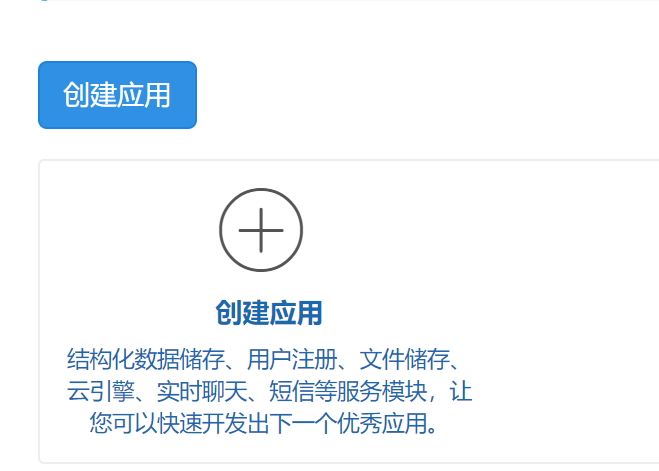 创建应用
创建应用
结构化数据储存、用户注册、文件储存、
云引擎、实时聊天、短信等服务模块，让
您可以快速开发出下一个优秀应用。